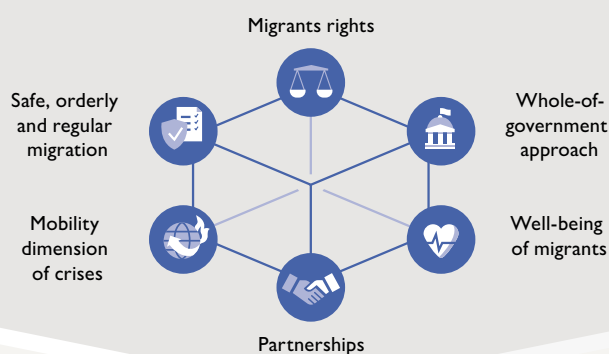 Migrants rights
Safe, orderly
and regular
migration
Whole-of-
government
approach
Mobility
dimension
of crises
Well-being
of migrants
Partnerships